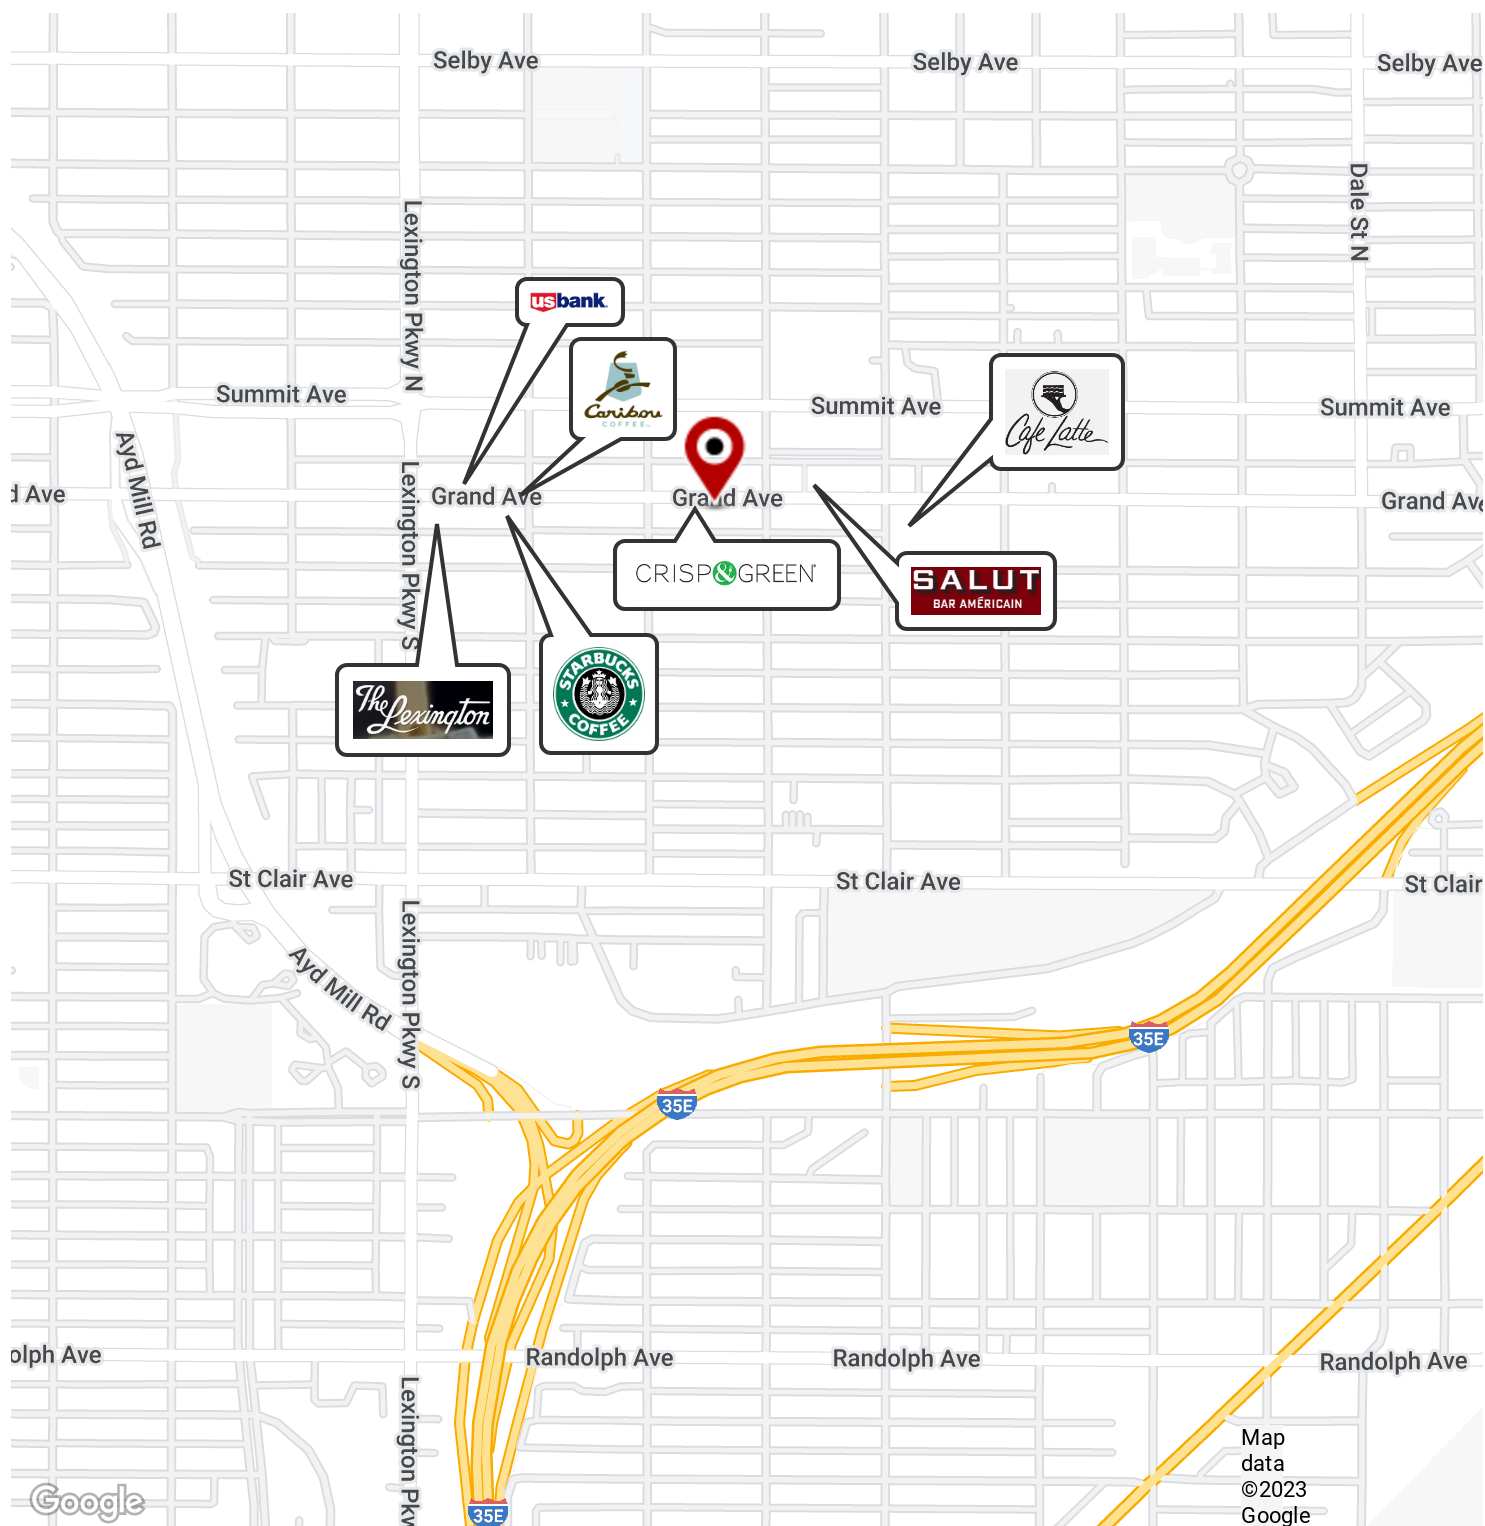 Selby Ave
Selby Ave
Selby Ave
Dale St N
Lexington Pkwy N
usbank.
Caribou
COFFEE
Cafe Latte
Summit Ave
Summit Ave
Summit Ave
Ayd Mill Rd
d Ave
Grand Ave
Grand Ave
Grand Ave
Lexington Pkwy S
CRISP&GREEN
SALUT
BAR AMÉRICAIN
STARBUCKS
COFFEE
The
Lexington
St Clair Ave
St Clair Ave
St Clair
Lexington Pkwy S
Ayd Mill Rd
35E
35E
olph Ave
Randolph Ave
Randolph Ave
Randolph Ave
Lexington Pkw
35E
Google
Map
data
©2023
Google